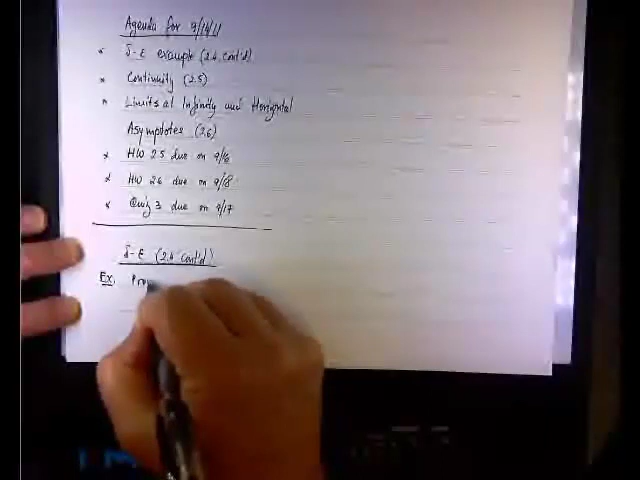 Agenda for 9/14/11
* δ-ε example (2.4 cont'd)
* Continuity (2.5)
* Limits at Infinity and Horizontal
Asymptotes (2.6)
* HW 2.5 due on 9/16
* HW 2.6 due on 9/18
* Quiz 3 due on 9/17
δ-ε (2.4 cont'd)
Ex. Pro